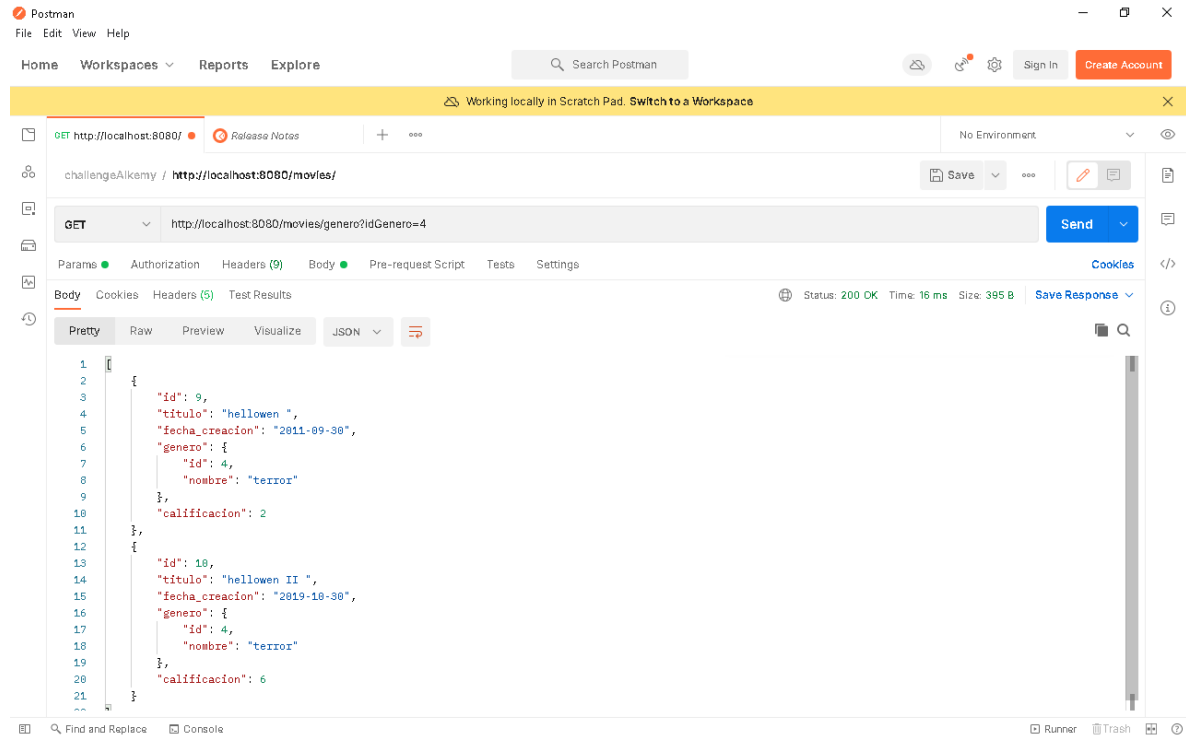 Postman
File Edit View Help
Home Workspaces Reports Explore Search Postman Sign In Create Account
Working locally in Scratch Pad. Switch to a Workspace
GET http://localhost:8080/ Release Notes No Environment
challengeAlkemy / http://localhost:8080/movies/ Save
GET http://localhost:8080/movies/genero?idGenero=4 Send
Params Authorization Headers (9) Body Pre-request Script Tests Settings Cookies
Body Cookies Headers (5) Test Results Status: 200 OK Time: 16 ms Size: 395 B Save Response
Pretty Raw Preview Visualize JSON
1 [
2 {
3 "id": 9,
4 "titulo": "hellowen ",
5 "fecha_creacion": "2011-09-30",
6 "genero": {
7 "id": 4,
8 "nombre": "terror"
9 },
10 "calificacion": 2
11 },
12 {
13 "id": 10,
14 "titulo": "hellowen II ",
15 "fecha_creacion": "2019-10-30",
16 "genero": {
17 "id": 4,
18 "nombre": "terror"
19 },
20 "calificacion": 6
21 }
22 ]
Find and Replace Console Runner Trash